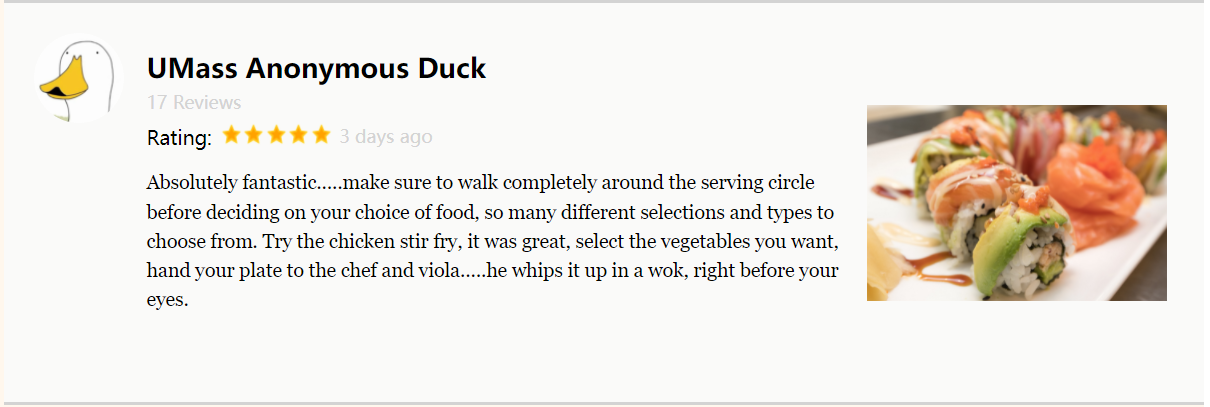 UMass Anonymous Duck
17 Reviews
Rating: 3 days ago
Absolutely fantastic.....make sure to walk completely around the serving circle
before deciding on your choice of food, so many different selections and types to
choose from. Try the chicken stir fry, it was great, select the vegetables you want,
hand your plate to the chef and viola.....he whips it up in a wok, right before your
eyes.